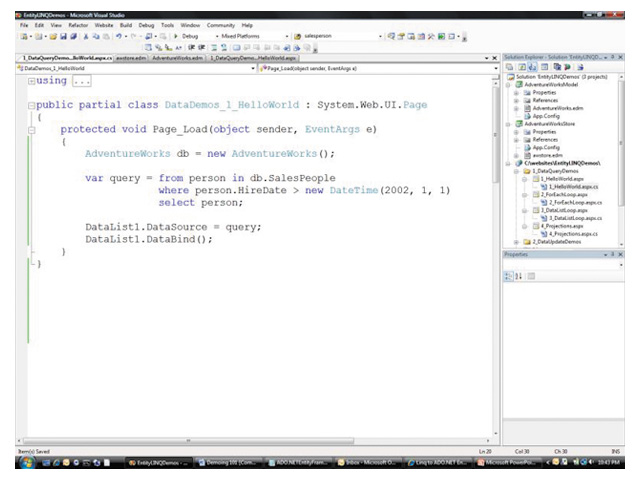 EntityLINQDemos - Microsoft Visual Studio
File Edit View Refactor Website Build Debug Tools Window Community Help
Debug Mixed Platforms salesperson
1_DataQueryDemo...lloWorld.aspx.cs awstore.edm AdventureWorks.edm 1_DataQueryDemo...HelloWorld.aspx
DataDemos_1_HelloWorld Page_Load(object sender, EventArgs e)
using ...
public partial class DataDemos_1_HelloWorld : System.Web.UI.Page
{
protected void Page_Load(object sender, EventArgs e)
{
AdventureWorks db = new AdventureWorks();
var query = from person in db.SalesPeople
where person.HireDate > new DateTime(2002, 1, 1)
select person;
DataList1.DataSource = query;
DataList1.DataBind();
}
}
Solution Explorer - Solution 'EntityLINQD...
Solution 'EntityLINQDemos' (3 projects)
AdventureWorksModel
Properties
References
AdventureWorks.edm
App.Config
AdventureWorksStore
Properties
References
App.Config
awstore.edm
C:\websites\EntityLINQDemos\
1_DataQueryDemos
1_HelloWorld.aspx
1_HelloWorld.aspx.cs
2_ForEachLoop.aspx
2_ForEachLoop.aspx.cs
3_DataListLoop.aspx
3_DataListLoop.aspx.cs
4_Projections.aspx
4_Projections.aspx.cs
2_DataUpdateDemos
Properties
Item(s) Saved Ln 20 Col 30 Ch 30 INS
EntityLINQDemos - ... Demoing 101 (Com... ADO.NETEntityFram... Inbox - Microsoft O... Linq to ADO.NET En... Microsoft PowerPoi... 10:43 PM